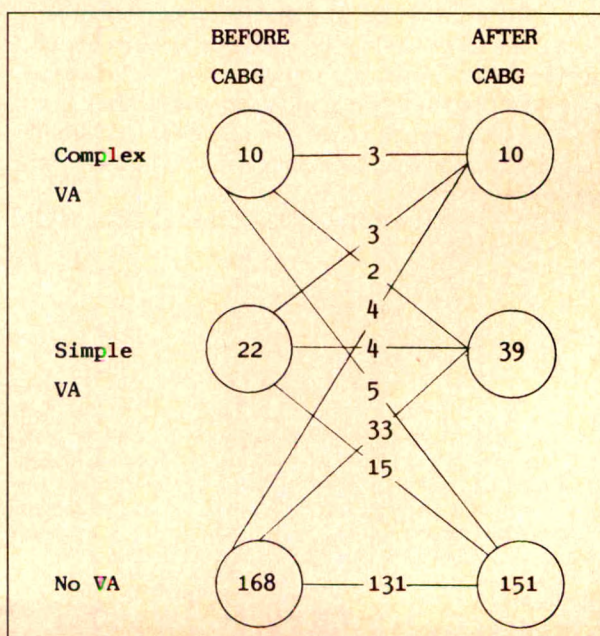 BEFORE AFTER
CABG CABG
Complex 10 3 10
VA
3
2
4
Simple 22 4 39
VA
5
33
15
No VA 168 131 151